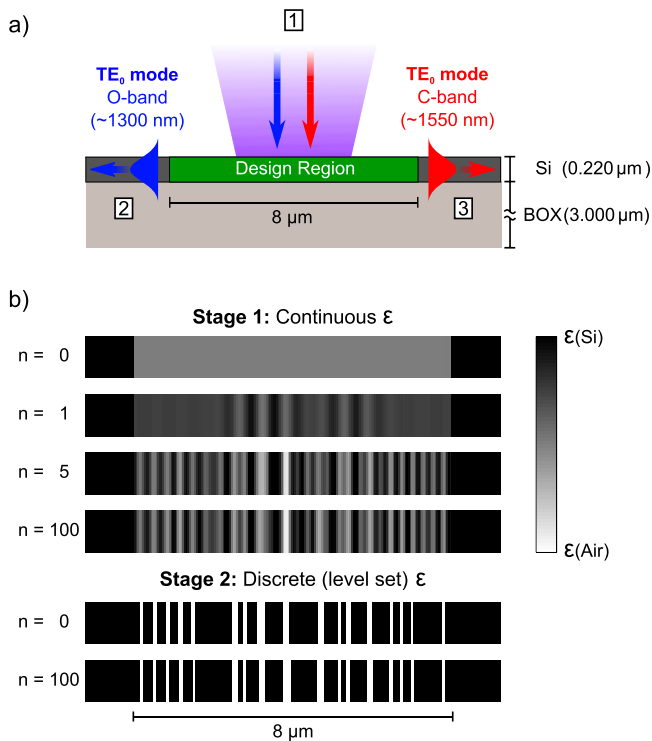 a)
1
TE0 mode
O-band
(~1300 nm)
TE0 mode
C-band
(~1550 nm)
Design Region
Si (0.220 µm)
2
3
BOX (3.000 µm)
8 µm
b)
Stage 1: Continuous ε
n = 0
ε(Si)
n = 1
n = 5
n = 100
ε(Air)
Stage 2: Discrete (level set) ε
n = 0
n = 100
8 µm